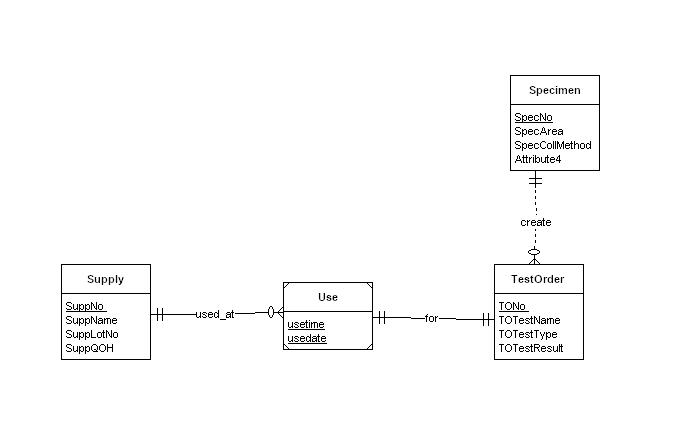 Specimen
SpecNo
SpecArea
SpecCollMethod
Attribute4
create
Supply
SuppNo
SuppName
SuppLotNo
SuppQOH
used_at
Use
usetime
usedate
for
TestOrder
TONo
TOTestName
TOTestType
TOTestResult